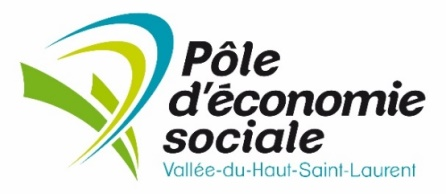 Pôle
d'économie
sociale
Vallée-du-Haut-Saint-Laurent